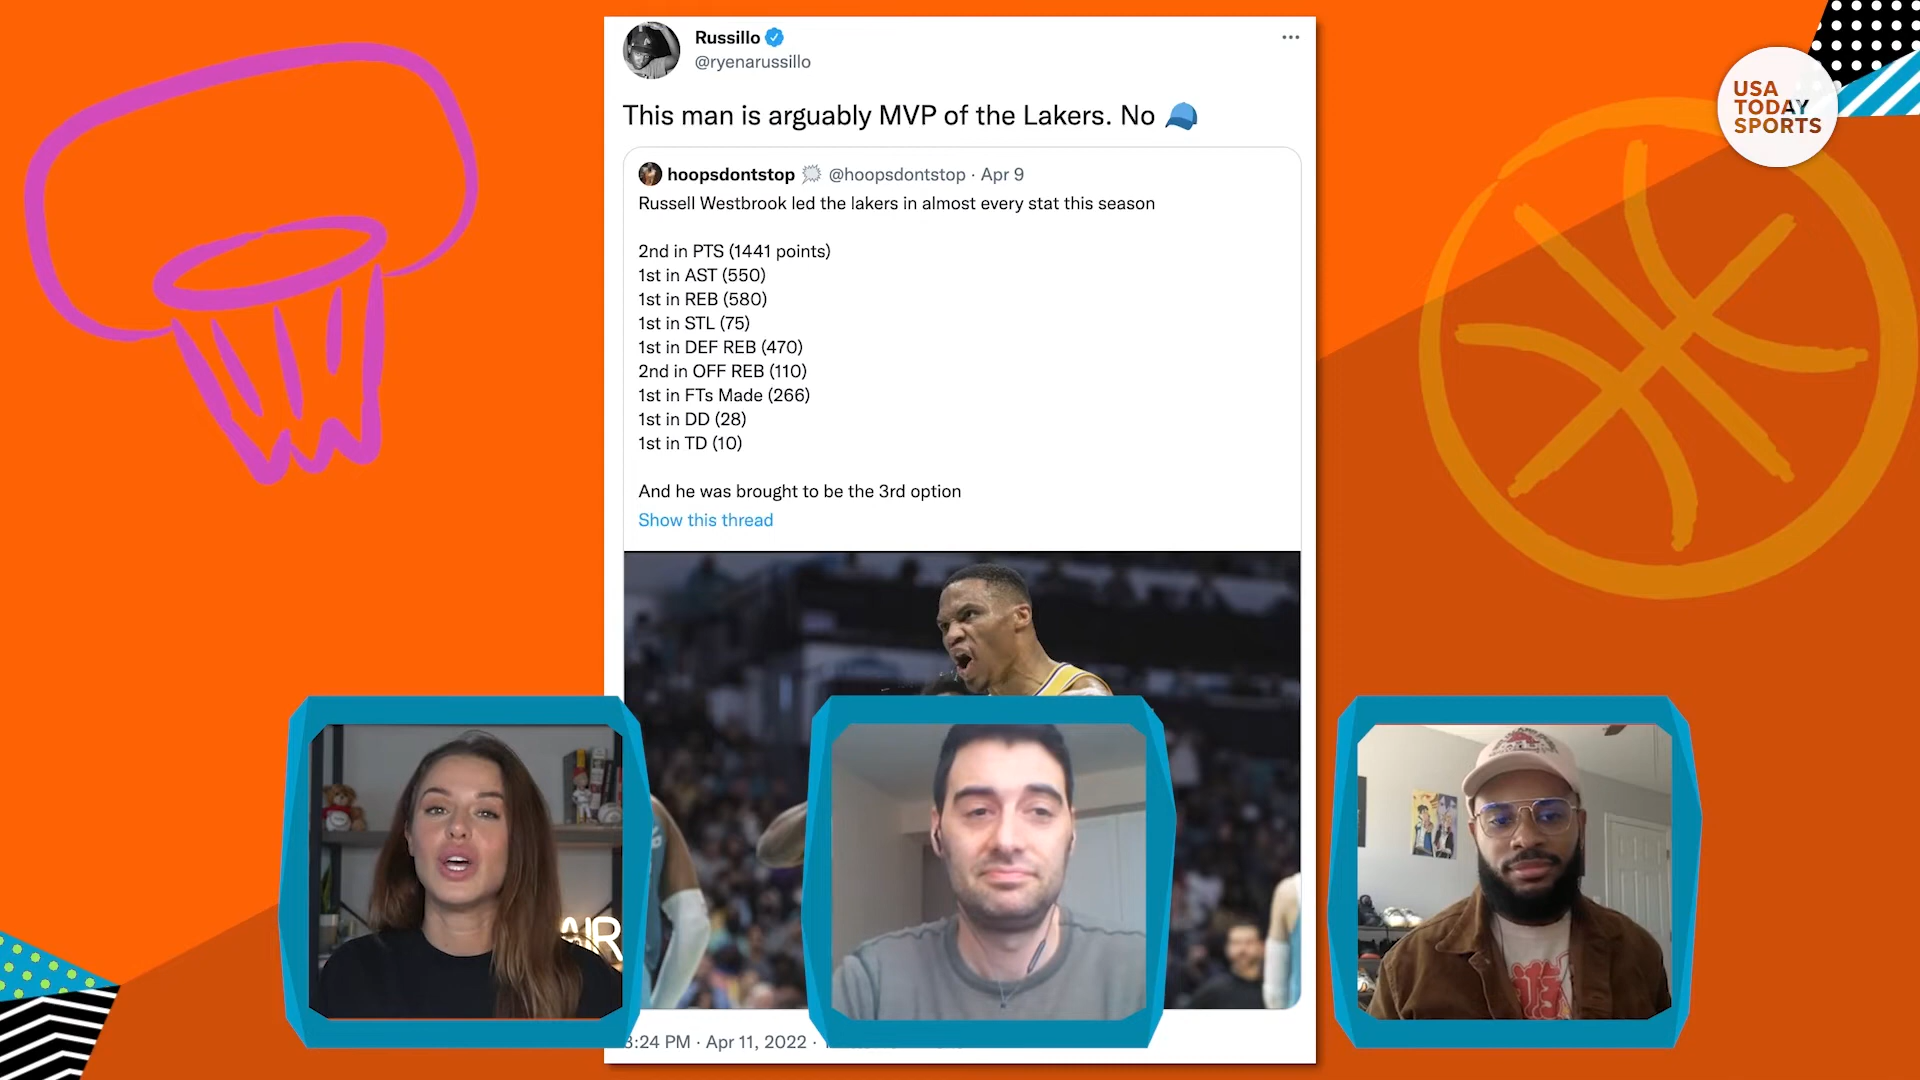 Russillo
@ryenarussillo
This man is arguably MVP of the Lakers. No 🧢
hoopsdontstop @hoopsdontstop · Apr 9
Russell Westbrook led the lakers in almost every stat this season
2nd in PTS (1441 points)
1st in AST (550)
1st in REB (580)
1st in STL (75)
1st in DEF REB (470)
2nd in OFF REB (110)
1st in FTs Made (266)
1st in DD (28)
1st in TD (10)
And he was brought to be the 3rd option
Show this thread
:24 PM · Apr 11, 2022 ·
USA
TODAY
SPORTS
AIR